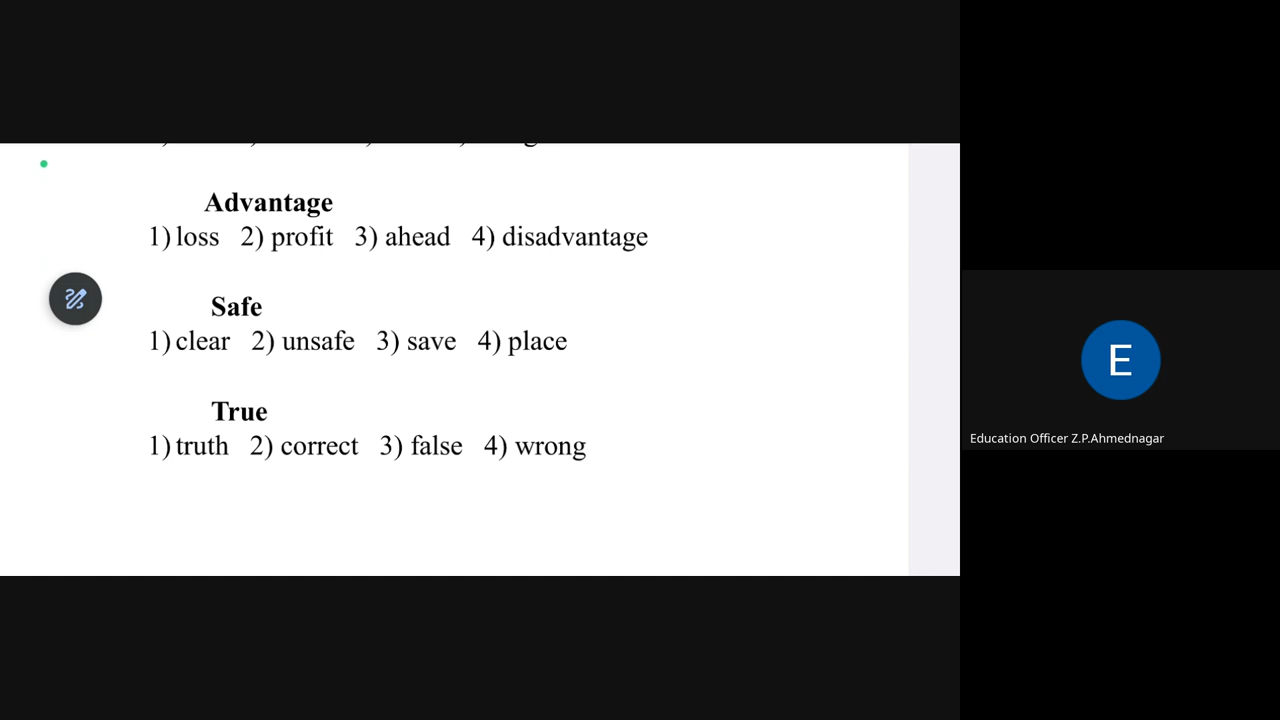 Advantage
1) loss 2) profit 3) ahead 4) disadvantage
Safe
1) clear 2) unsafe 3) save 4) place
True
1) truth 2) correct 3) false 4) wrong
E
Education Officer Z.P.Ahmednagar